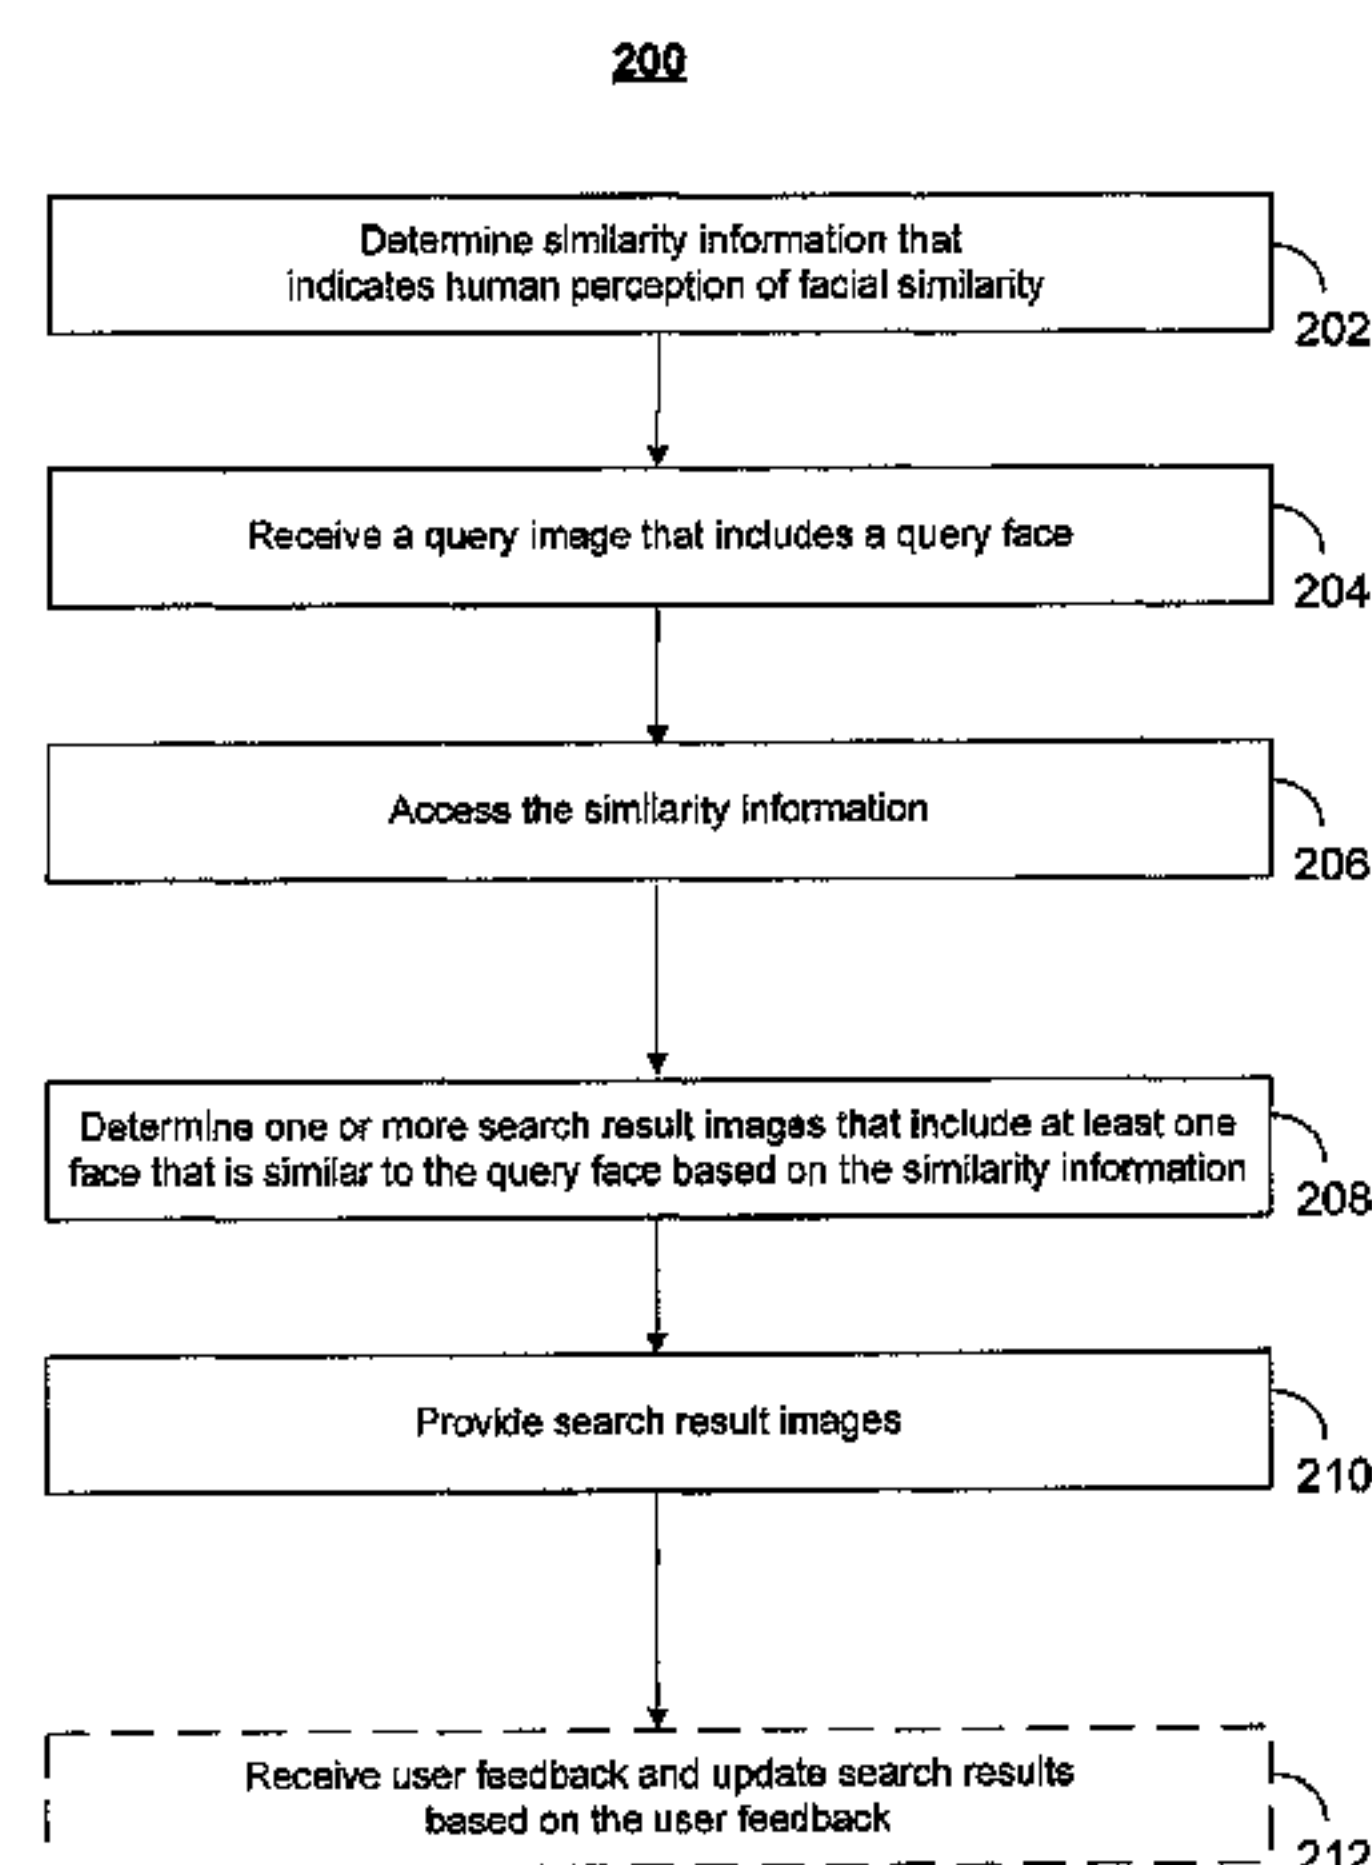 200
Determine similarity information that
indicates human perception of facial similarity
202
Receive a query image that includes a query face
204
Access the similarity information
206
Determine one or more search result images that include at least one
face that is similar to the query face based on the similarity information
208
Provide search result images
210
Receive user feedback and update search results
based on the user feedback
212